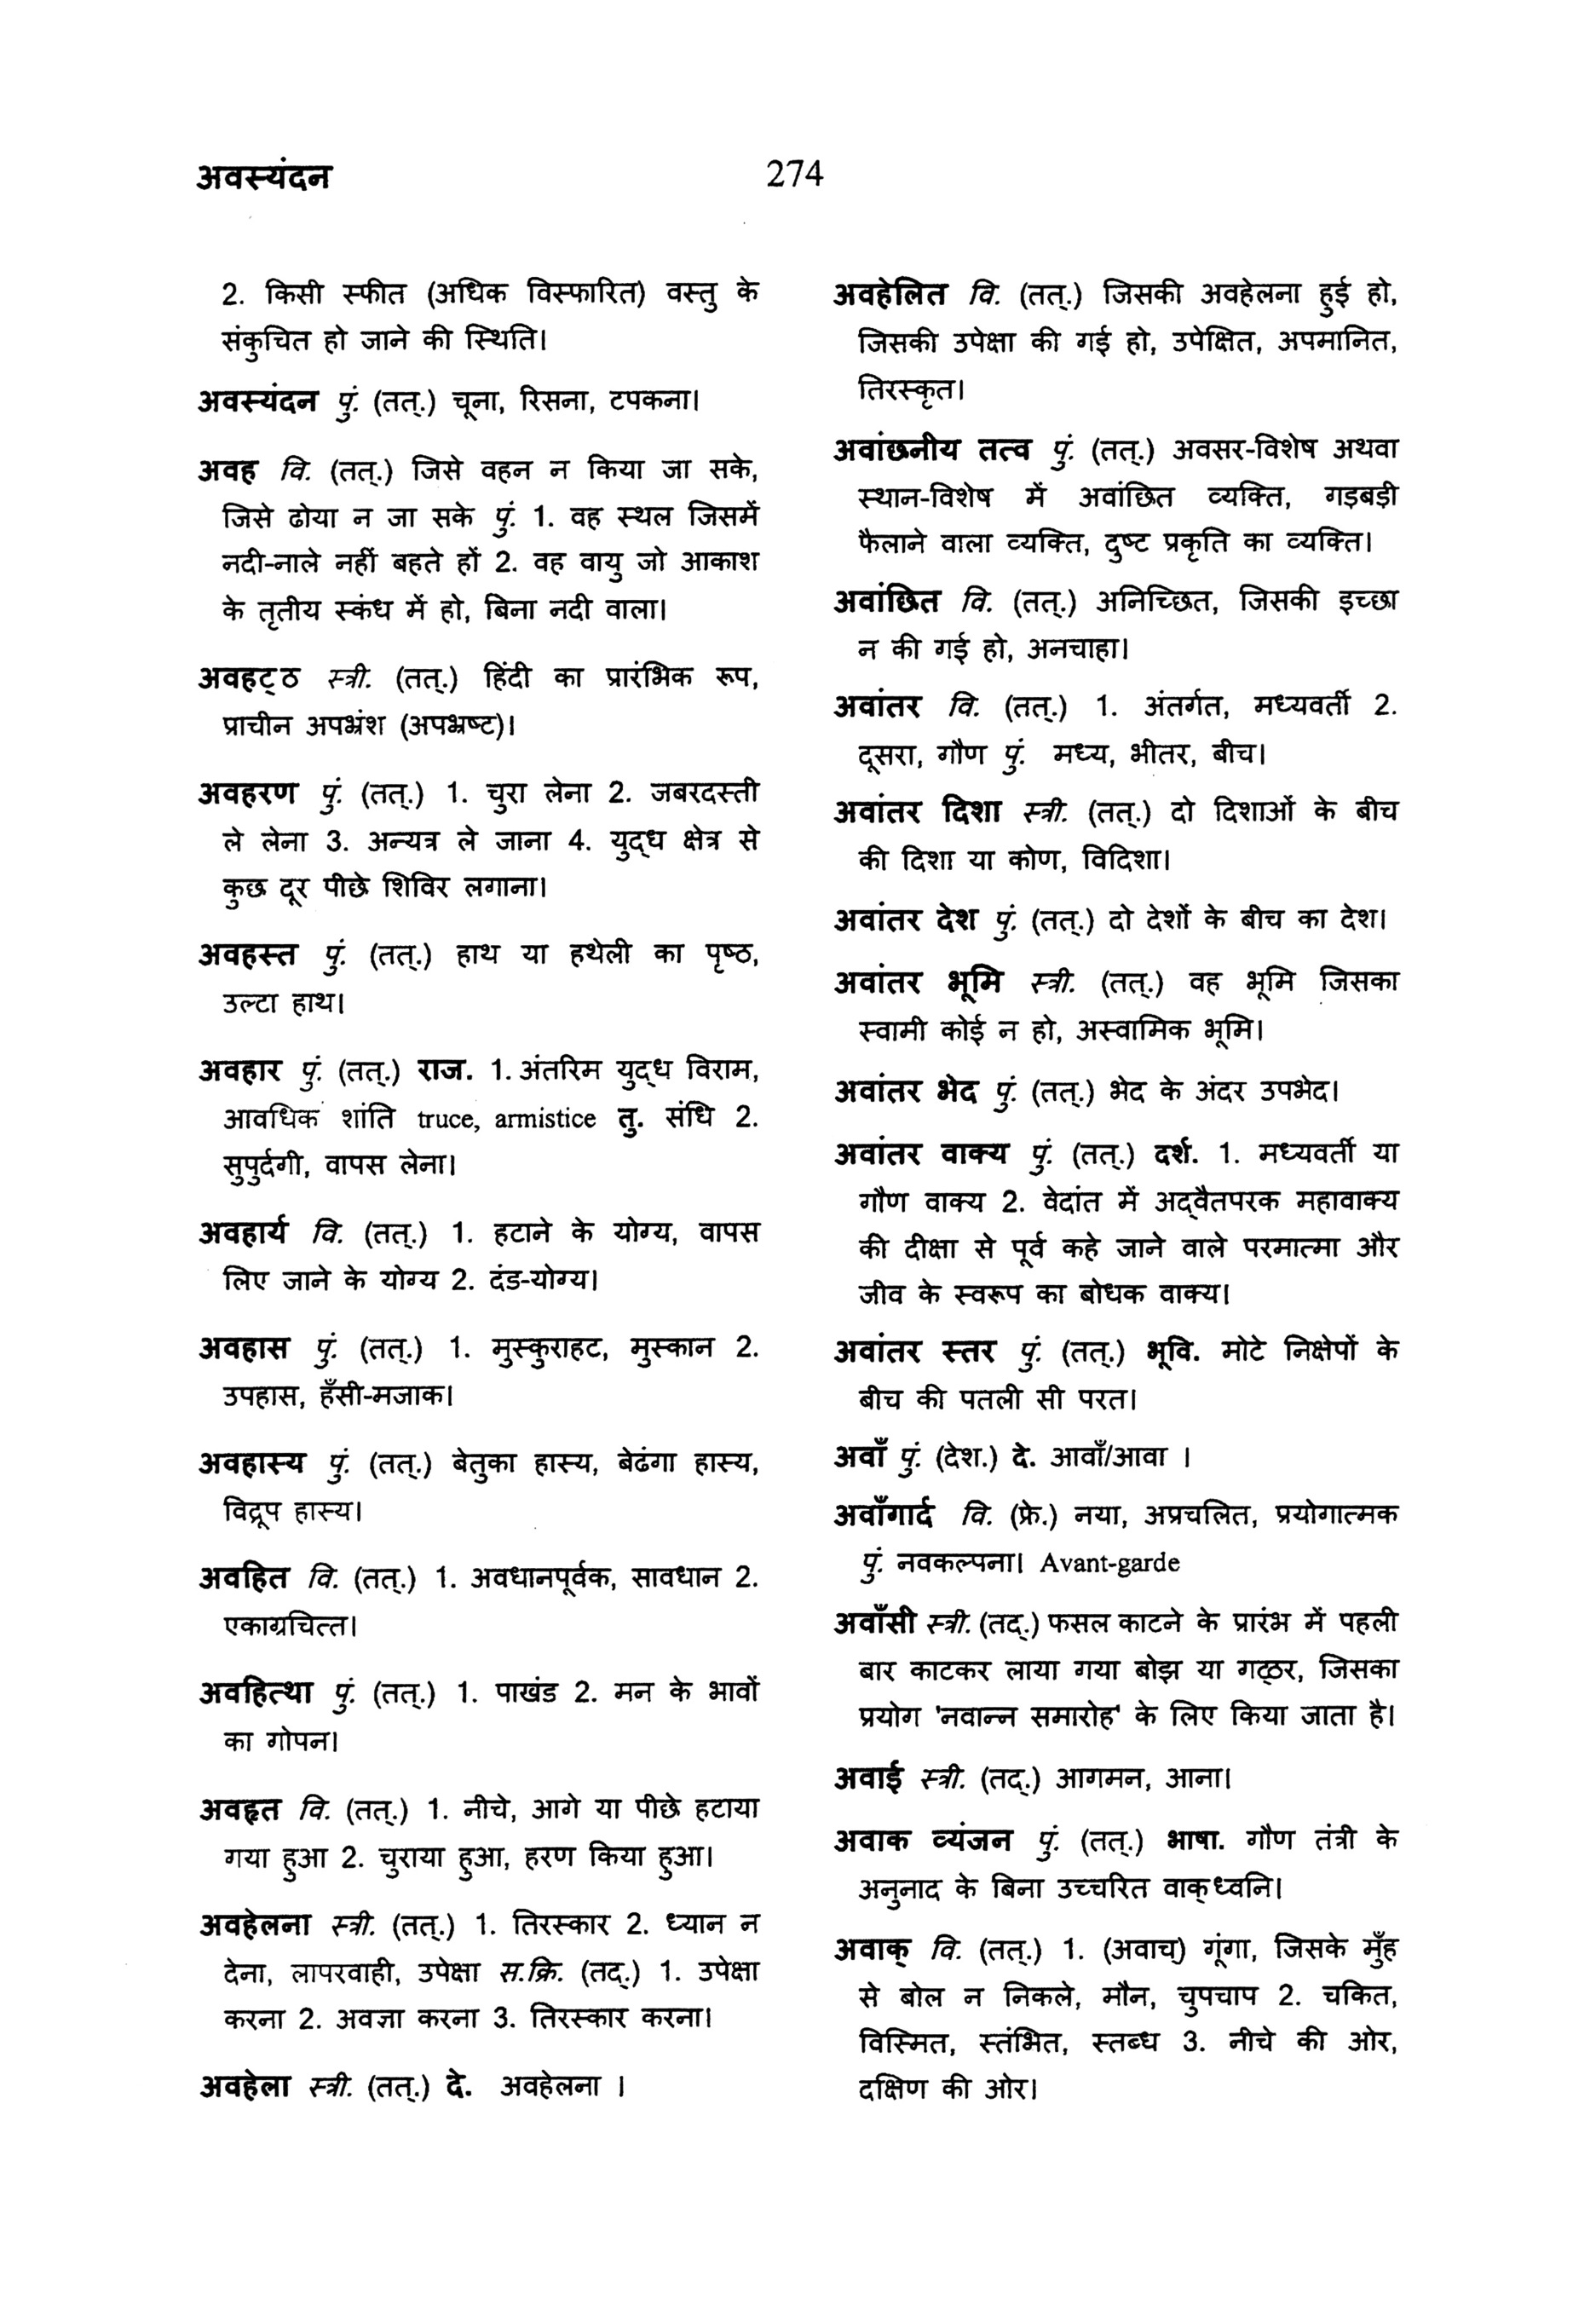 अवस्यंदन
274
2. किसी स्फीत (अधिक विस्फारित) वस्तु के
संकुचित हो जाने की स्थिति।
अवस्यंदन पुं. (तत्.) चूना, रिसना, टपकना।
अवह वि. (तत्.) जिसे वहन न किया जा सके,
जिसे ढोया न जा सके पुं. 1. वह स्थल जिसमें
नदी-नाले नहीं बहते हों 2. वह वायु जो आकाश
के तृतीय स्कंध में हो, बिना नदी वाला।
अवहट्ठ स्त्री. (तत्.) हिंदी का प्रारंभिक रूप,
प्राचीन अपभ्रंश (अपभ्रष्ट)।
अवहरण पुं. (तत्.) 1. चुरा लेना 2. जबरदस्ती
ले लेना 3. अन्यत्र ले जाना 4. युद्ध क्षेत्र से
कुछ दूर पीछे शिविर लगाना।
अवहस्त पुं. (तत्.) हाथ या हथेली का पृष्ठ,
उल्टा हाथ।
अवहार पुं. (तत्.) राज. 1. अंतरिम युद्ध विराम,
आवधिक शांति truce, armistice तु. संधि 2.
सुपुर्दगी, वापस लेना।
अवहार्य वि. (तत्.) 1. हटाने के योग्य, वापस
लिए जाने के योग्य 2. दंड-योग्य।
अवहास पुं. (तत्.) 1. मुस्कुराहट, मुस्कान 2.
उपहास, हँसी-मजाक।
अवहास्य पुं. (तत्.) बेतुका हास्य, बेढंगा हास्य,
विद्रूप हास्य।
अवहित वि. (तत्.) 1. अवधानपूर्वक, सावधान 2.
एकाग्रचित्त।
अवहित्था पुं. (तत्.) 1. पाखंड 2. मन के भावों
का गोपन।
अवहृत वि. (तत्.) 1. नीचे, आगे या पीछे हटाया
गया हुआ 2. चुराया हुआ, हरण किया हुआ।
अवहेलना स्त्री. (तत्.) 1. तिरस्कार 2. ध्यान न
देना, लापरवाही, उपेक्षा स.क्रि. (तद्.) 1. उपेक्षा
करना 2. अवज्ञा करना 3. तिरस्कार करना।
अवहेला स्त्री. (तत्.) दे. अवहेलना ।
अवहेलित वि. (तत्.) जिसकी अवहेलना हुई हो,
जिसकी उपेक्षा की गई हो, उपेक्षित, अपमानित,
तिरस्कृत।
अवांछनीय तत्व पुं. (तत्.) अवसर-विशेष अथवा
स्थान-विशेष में अवांछित व्यक्ति, गड़बड़ी
फैलाने वाला व्यक्ति, दुष्ट प्रकृति का व्यक्ति।
अवांछित वि. (तत्.) अनिच्छित, जिसकी इच्छा
न की गई हो, अनचाहा।
अवांतर वि. (तत्.) 1. अंतर्गत, मध्यवर्ती 2.
दूसरा, गौण पुं. मध्य, भीतर, बीच।
अवांतर दिशा स्त्री. (तत्.) दो दिशाओं के बीच
की दिशा या कोण, विदिशा।
अवांतर देश पुं. (तत्.) दो देशों के बीच का देश।
अवांतर भूमि स्त्री. (तत्.) वह भूमि जिसका
स्वामी कोई न हो, अस्वामिक भूमि।
अवांतर भेद पुं. (तत्.) भेद के अंदर उपभेद।
अवांतर वाक्य पुं. (तत्.) दर्श. 1. मध्यवर्ती या
गौण वाक्य 2. वेदांत में अद्वैतपरक महावाक्य
की दीक्षा से पूर्व कहे जाने वाले परमात्मा और
जीव के स्वरूप का बोधक वाक्य।
अवांतर स्तर पुं. (तत्.) भूवि. मोटे निक्षेपों के
बीच की पतली सी परत।
अवाँ पुं. (देश.) दे. आवाँ/आवा ।
अवाँगार्द वि. (फ्रे.) नया, अप्रचलित, प्रयोगात्मक
पुं. नवकल्पना। Avant-garde
अवाँसी स्त्री. (तद्.) फसल काटने के प्रारंभ में पहली
बार काटकर लाया गया बोझ या गट्ठर, जिसका
प्रयोग 'नवान्न समारोह' के लिए किया जाता है।
अवाई स्त्री. (तद्.) आगमन, आना।
अवाक व्यंजन पुं. (तत्.) भाषा. गौण तंत्री के
अनुनाद के बिना उच्चरित वाक्ध्वनि।
अवाक् वि. (तत्.) 1. (अवाच्) गूंगा, जिसके मुँह
से बोल न निकले, मौन, चुपचाप 2. चकित,
विस्मित, स्तंभित, स्तब्ध 3. नीचे की ओर,
दक्षिण की ओर।